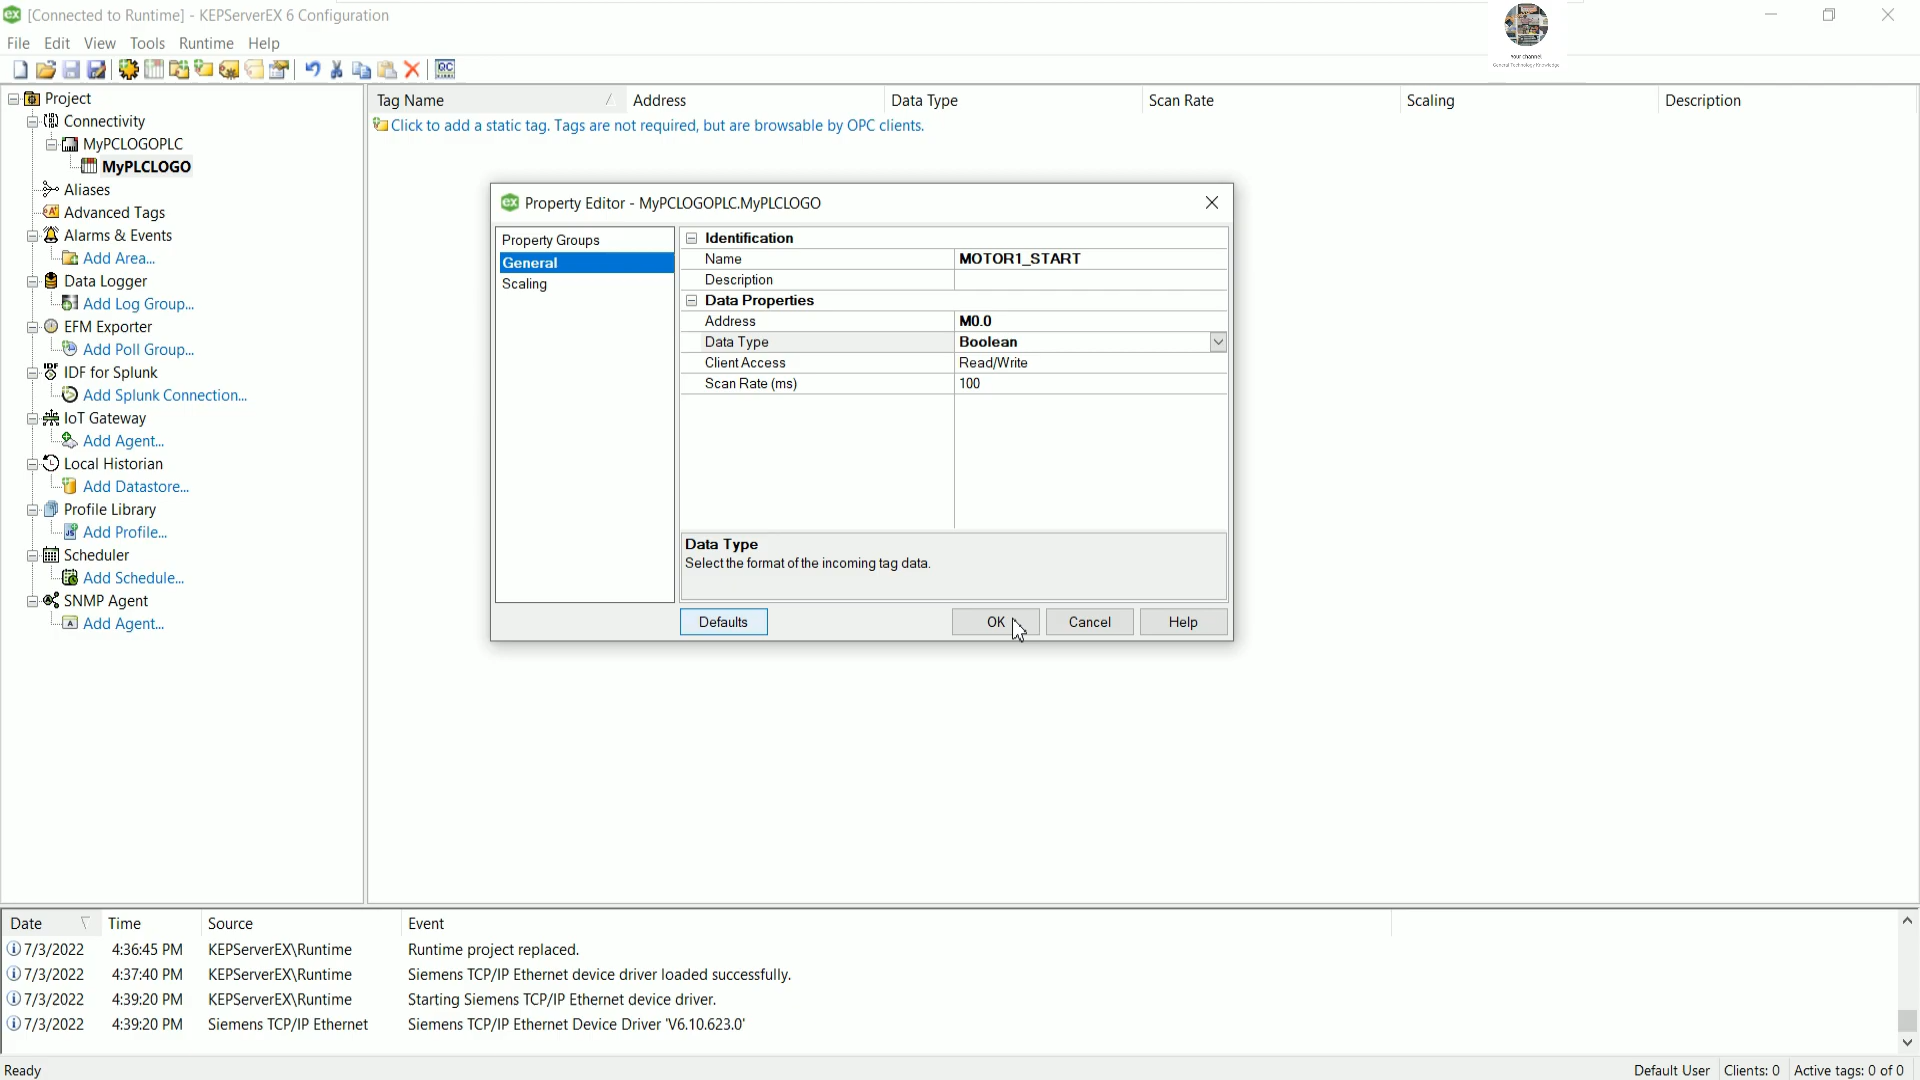 [Connected to Runtime] - KEPServerEX 6 Configuration
Your channel
General Technology Knowledge
File Edit View Tools Runtime Help
Project
Connectivity
MyPCLOGOPLC
MyPLCLOGO
Aliases
Advanced Tags
Alarms & Events
Add Area...
Data Logger
Add Log Group...
EFM Exporter
Add Poll Group...
IDF for Splunk
Add Splunk Connection...
IoT Gateway
Add Agent...
Local Historian
Add Datastore...
Profile Library
Add Profile...
Scheduler
Add Schedule...
SNMP Agent
Add Agent...
Tag Name Address Data Type Scan Rate Scaling Description
Click to add a static tag. Tags are not required, but are browsable by OPC clients.
Property Editor - MyPCLOGOPLC.MyPLCLOGO
Property Groups
General
Scaling
Identification
Name MOTOR1_START
Description
Data Properties
Address M0.0
Data Type Boolean
Client Access Read/Write
Scan Rate (ms) 100
Data Type
Select the format of the incoming tag data.
Defaults OK Cancel Help
Date Time Source Event
7/3/2022 4:36:45 PM KEPServerEX\Runtime Runtime project replaced.
7/3/2022 4:37:40 PM KEPServerEX\Runtime Siemens TCP/IP Ethernet device driver loaded successfully.
7/3/2022 4:39:20 PM KEPServerEX\Runtime Starting Siemens TCP/IP Ethernet device driver.
7/3/2022 4:39:20 PM Siemens TCP/IP Ethernet Siemens TCP/IP Ethernet Device Driver 'V6.10.623.0'
Ready Default User Clients: 0 Active tags: 0 of 0